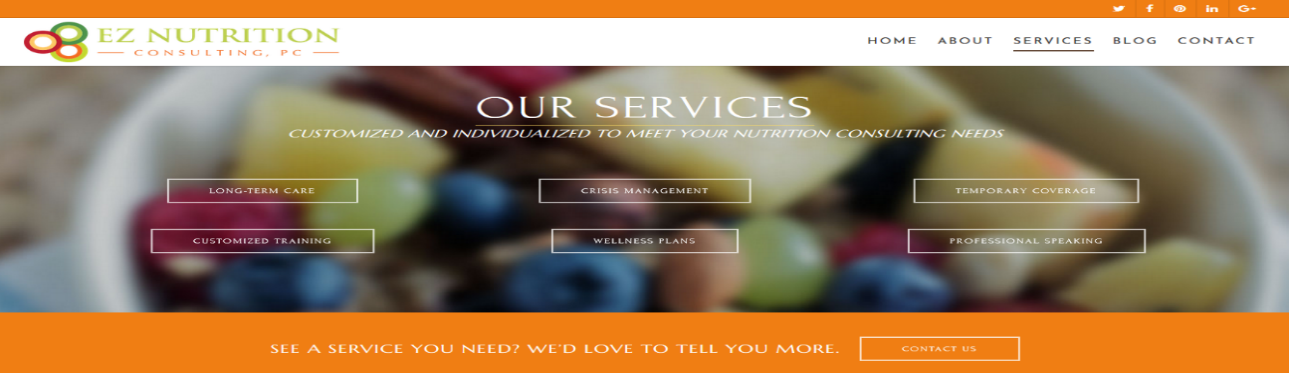 EZ NUTRITION
CONSULTING, PC
HOME ABOUT SERVICES BLOG CONTACT
OUR SERVICES
CUSTOMIZED AND INDIVIDUALIZED TO MEET YOUR NUTRITION CONSULTING NEEDS
LONG-TERM CARE CRISIS MANAGEMENT TEMPORARY COVERAGE
CUSTOMIZED TRAINING WELLNESS PLANS PROFESSIONAL SPEAKING
SEE A SERVICE YOU NEED? WE'D LOVE TO TELL YOU MORE. CONTACT US